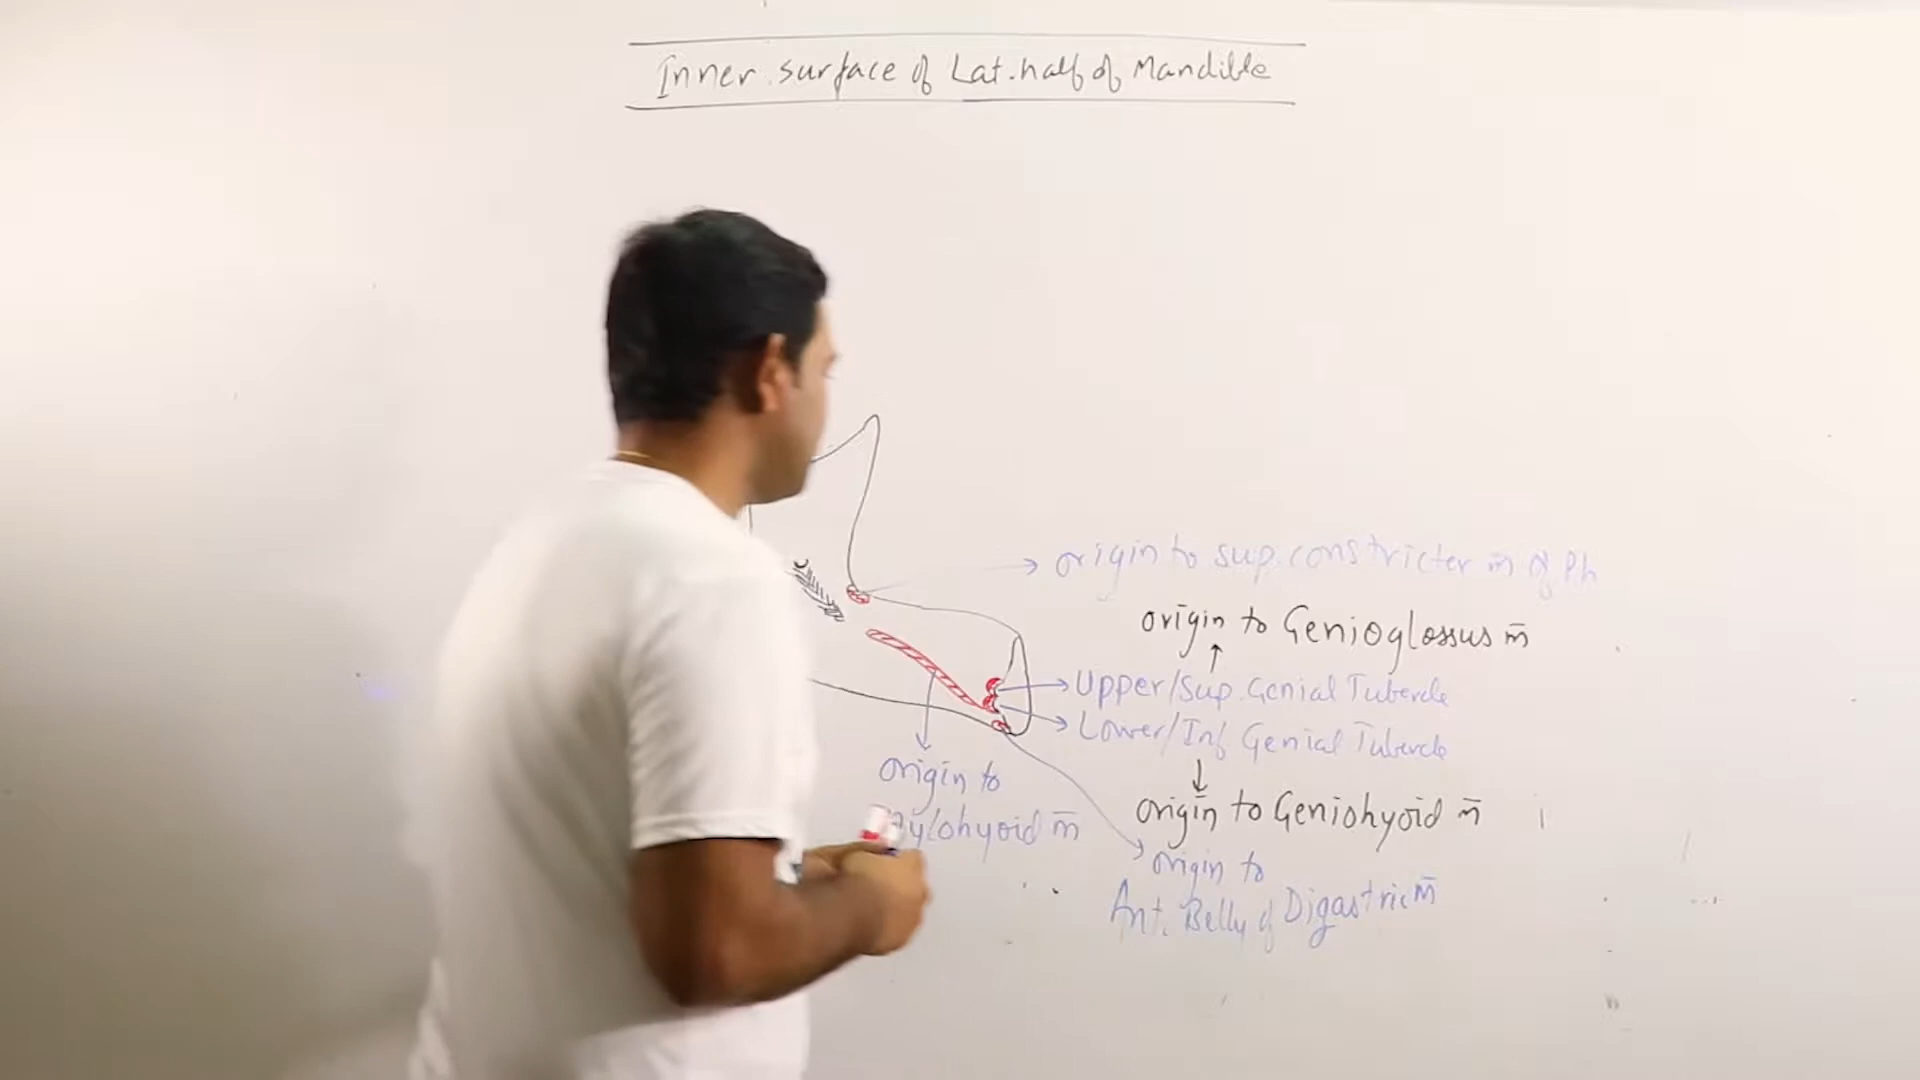 Inner surface of Lat. half of Mandible
origin to sup. constricter m̄ of Ph
origin to Genioglossus m̄
Upper/Sup. Genial Tubercle
Lower/Inf Genial Tubercle
origin to
ylohyoid m̄
origin to Geniohyoid m̄
origin to
Ant. Belly of Digastric m̄